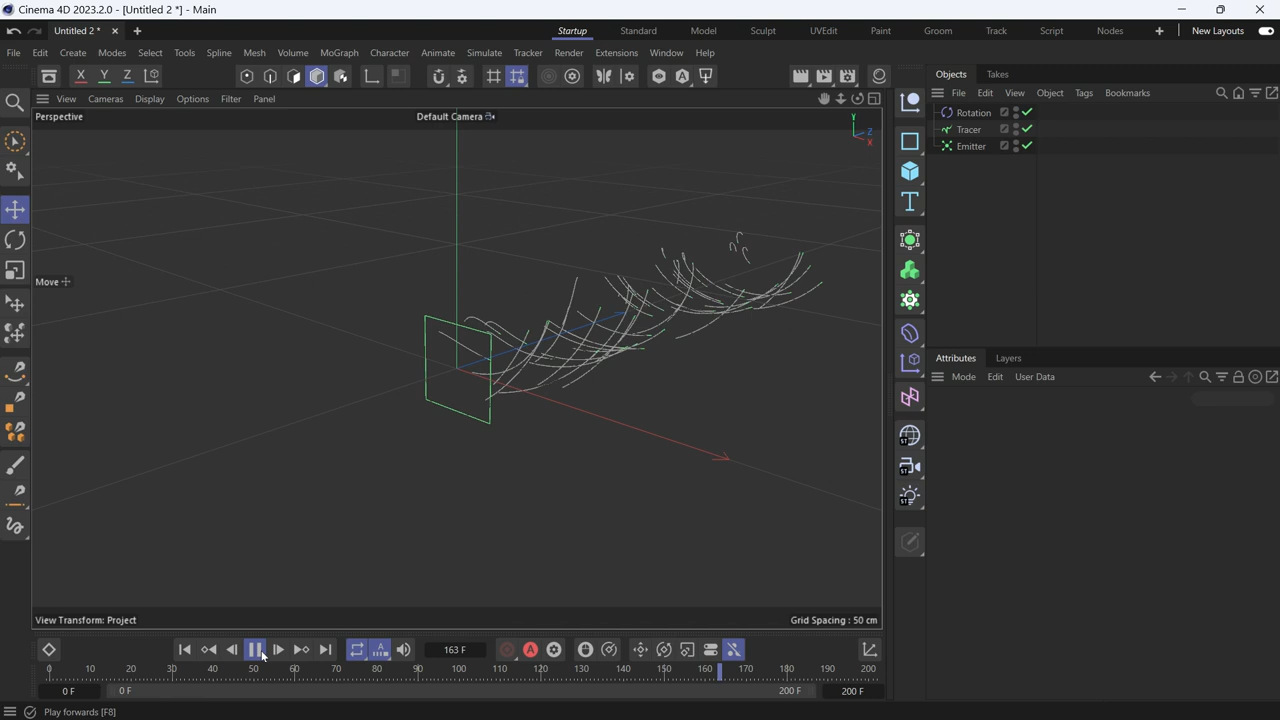 Cinema 4D 2023.2.0 - [Untitled 2 *] - Main
Untitled 2 *
Startup Standard Model Sculpt UVEdit Paint Groom Track Script Nodes New Layouts
File Edit Create Modes Select Tools Spline Mesh Volume MoGraph Character Animate Simulate Tracker Render Extensions Window Help
X Y Z
Objects Takes
View Cameras Display Options Filter Panel
File Edit View Object Tags Bookmarks
Perspective Default Camera
Y
Z
X
Rotation
Tracer
Emitter
Move
Attributes Layers
Mode Edit User Data
ST
ST
ST
View Transform: Project Grid Spacing : 50 cm
163 F
0 10 20 30 40 50 60 70 80 90 100 110 120 130 140 150 160 170 180 190 200
0 F 0 F 200 F 200 F
Play forwards [F8]